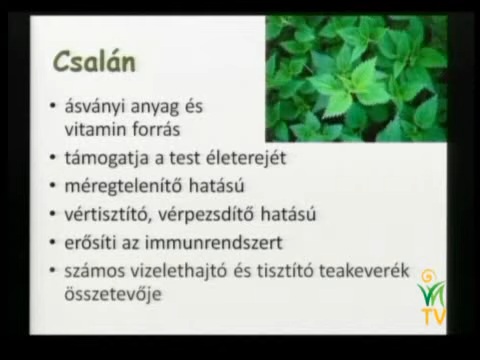 Csalán
• ásványi anyag és
vitamin forrás
• támogatja a test életerejét
• méregtelenítő hatású
• vértisztító, vérpezsdítő hatású
• erősíti az immunrendszert
• számos vizelethajtó és tisztító teakeverék
összetevője
TV